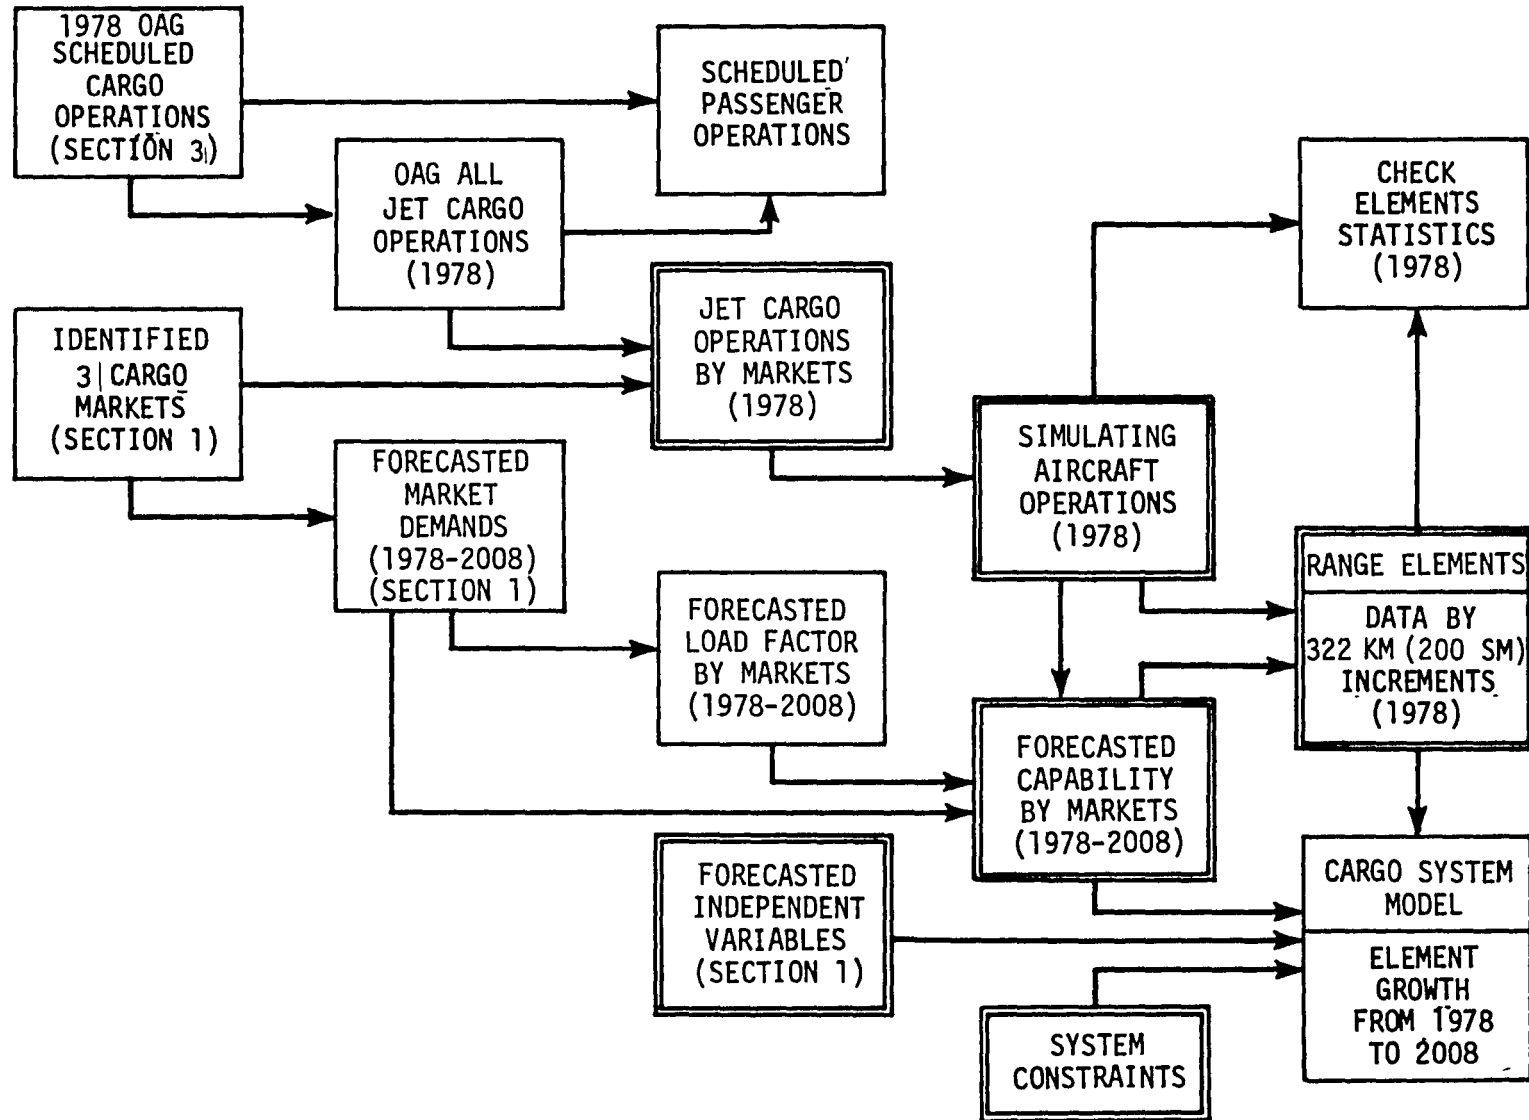 1978 OAG
SCHEDULED
CARGO
OPERATIONS
(SECTION 3)
SCHEDULED
PASSENGER
OPERATIONS
OAG ALL
JET CARGO
OPERATIONS
(1978)
CHECK
ELEMENTS
STATISTICS
(1978)
IDENTIFIED
31 CARGO
MARKETS
(SECTION 1)
JET CARGO
OPERATIONS
BY MARKETS
(1978)
SIMULATING
AIRCRAFT
OPERATIONS
(1978)
FORECASTED
MARKET
DEMANDS
(1978-2008)
(SECTION 1)
RANGE ELEMENTS
DATA BY
322 KM (200 SM)
INCREMENTS
(1978)
FORECASTED
LOAD FACTOR
BY MARKETS
(1978-2008)
FORECASTED
CAPABILITY
BY MARKETS
(1978-2008)
FORECASTED
INDEPENDENT
VARIABLES
(SECTION 1)
CARGO SYSTEM
MODEL
ELEMENT
GROWTH
FROM 1978
TO 2008
SYSTEM
CONSTRAINTS